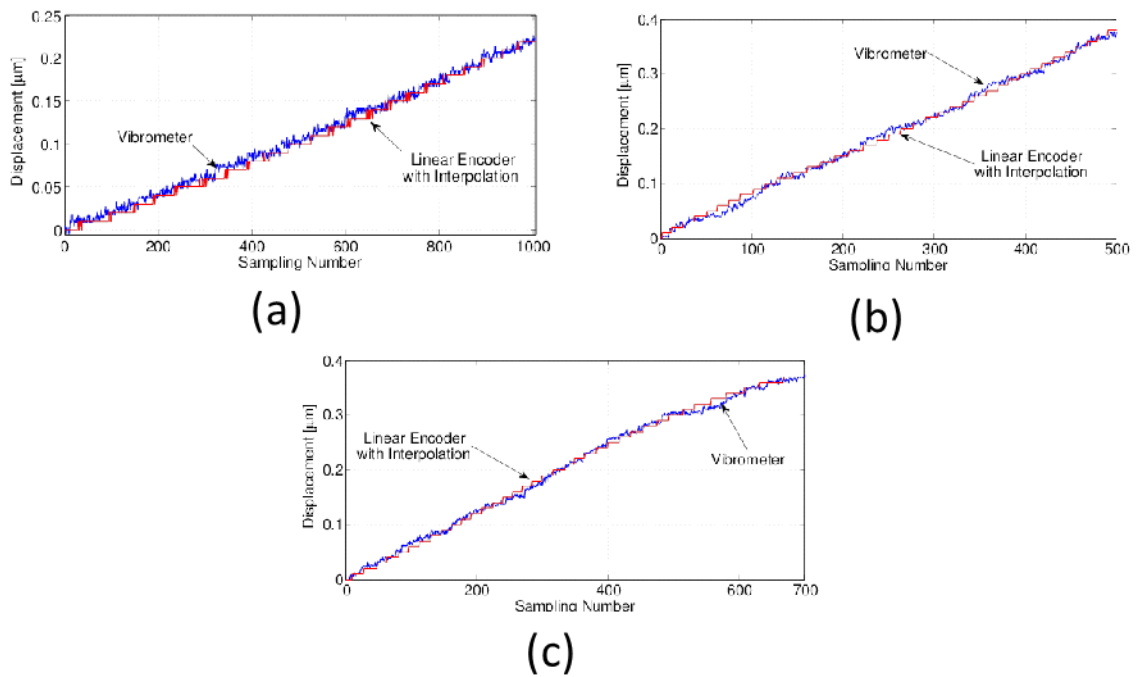 0.25
0.2
0.15
0.1
0.05
0
Displacement [µm]
Vibrometer
Linear Encoder
with Interpolation
0 200 400 600 800 1000
Sampling Number
(a)
0.4
0.3
0.2
0.1
0
Displacement [µm]
Vibrometer
Linear Encoder
with Interpolation
0 100 200 300 400 500
Sampling Number
(b)
0.4
0.3
0.2
0.1
0
Displacement [µm]
Linear Encoder
with Interpolation
Vibrometer
0 200 400 600 700
Sampling Number
(c)